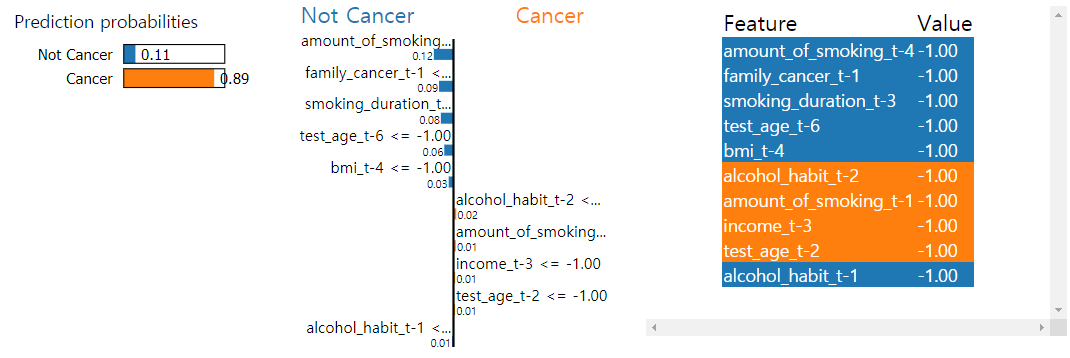 Prediction probabilities
Not Cancer 0.11
Cancer 0.89
Not Cancer Cancer
amount_of_smoking...
0.12
family_cancer_t-1 <...
0.09
smoking_duration_t...
0.08
test_age_t-6 <= -1.00
0.06
bmi_t-4 <= -1.00
0.03
alcohol_habit_t-2 <...
0.02
amount_of_smoking...
0.01
income_t-3 <= -1.00
0.01
test_age_t-2 <= -1.00
0.01
alcohol_habit_t-1 <...
0.01
Feature Value
amount_of_smoking_t-4 -1.00
family_cancer_t-1 -1.00
smoking_duration_t-3 -1.00
test_age_t-6 -1.00
bmi_t-4 -1.00
alcohol_habit_t-2 -1.00
amount_of_smoking_t-1 -1.00
income_t-3 -1.00
test_age_t-2 -1.00
alcohol_habit_t-1 -1.00